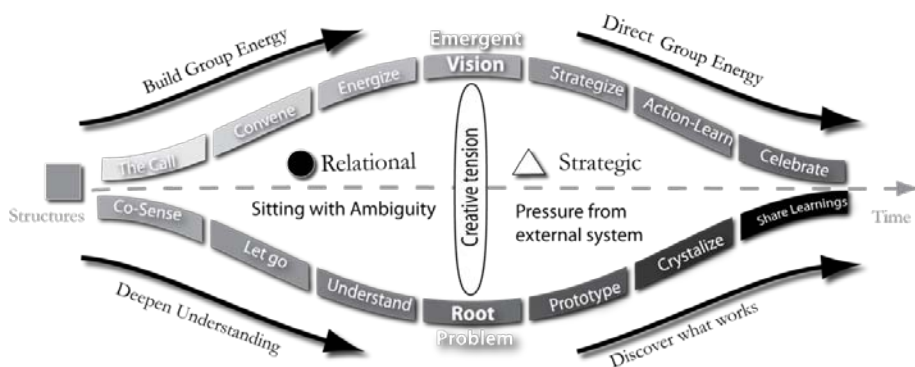 Build Group Energy
Emergent
Vision
Direct Group Energy
Energize
Strategize
Convene
Action-Learn
The Call
Celebrate
Relational
Creative tension
Strategic
Structures
Time
Co-Sense
Sitting with Ambiguity
Pressure from
external system
Share Learnings
Let go
Crystalize
Understand
Root
Problem
Prototype
Deepen Understanding
Discover what works